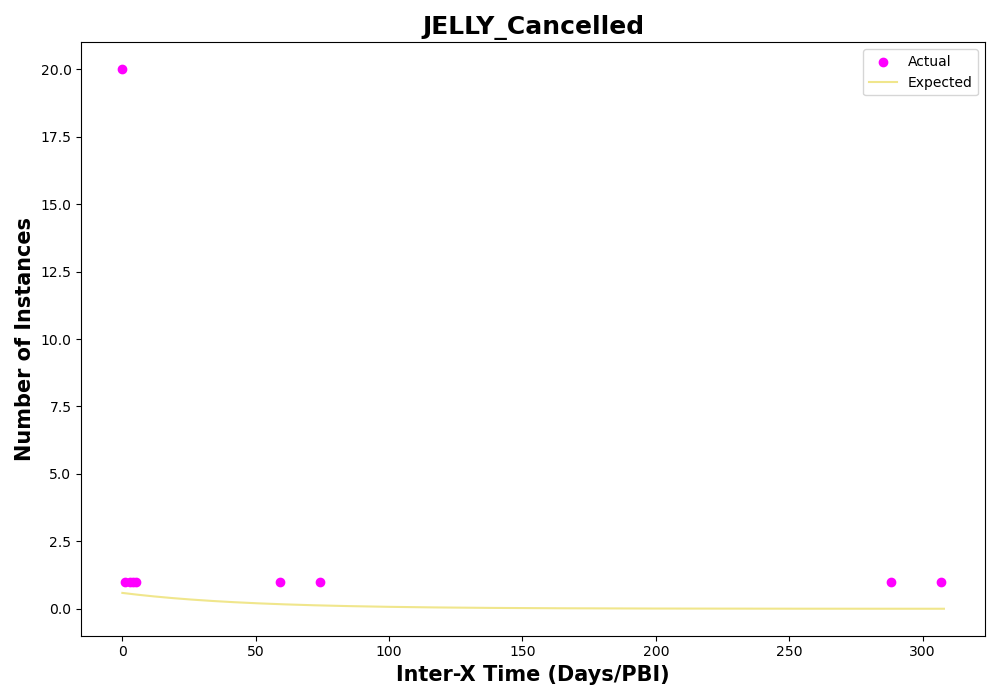 JELLY_Cancelled
Actual
Expected
Number of Instances
20.0
17.5
15.0
12.5
10.0
7.5
5.0
2.5
0.0
0 50 100 150 200 250 300
Inter-X Time (Days/PBI)